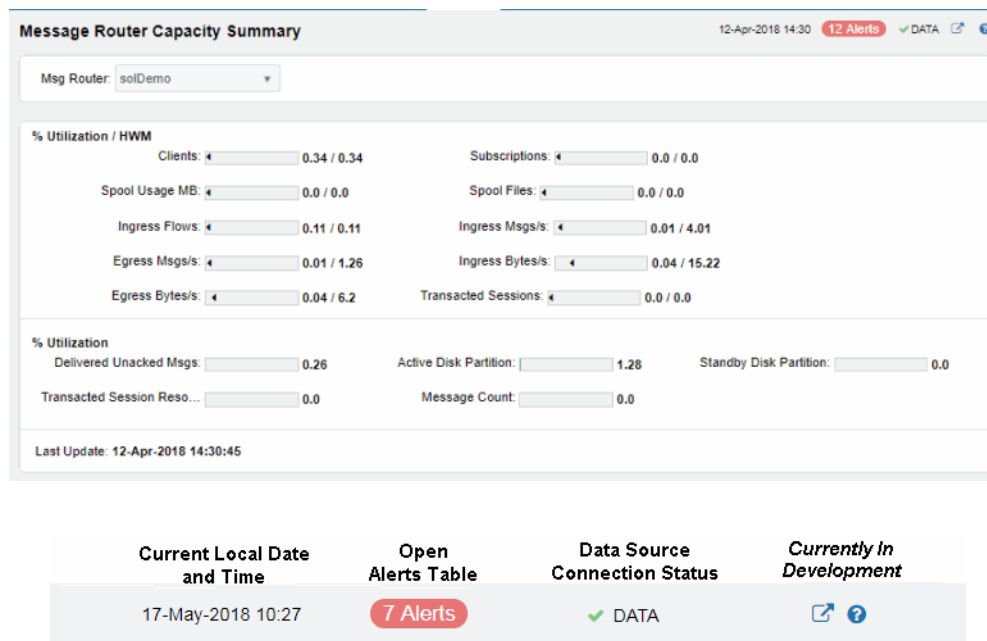 Message Router Capacity Summary 12-Apr-2018 14:30 12 Alerts DATA
Msg Router: solDemo
% Utilization / HWM
Clients: 0.34 / 0.34 Subscriptions: 0.0 / 0.0
Spool Usage MB: 0.0 / 0.0 Spool Files: 0.0 / 0.0
Ingress Flows: 0.11 / 0.11 Ingress Msgs/s: 0.01 / 4.01
Egress Msgs/s: 0.01 / 1.26 Ingress Bytes/s: 0.04 / 15.22
Egress Bytes/s: 0.04 / 6.2 Transacted Sessions: 0.0 / 0.0
% Utilization
Delivered Unacked Msgs: 0.26 Active Disk Partition: 1.28 Standby Disk Partition: 0.0
Transacted Session Reso... 0.0 Message Count: 0.0
Last Update: 12-Apr-2018 14:30:45
Current Local Date Open Data Source Currently in
and Time Alerts Table Connection Status Development
17-May-2018 10:27 7 Alerts DATA ?